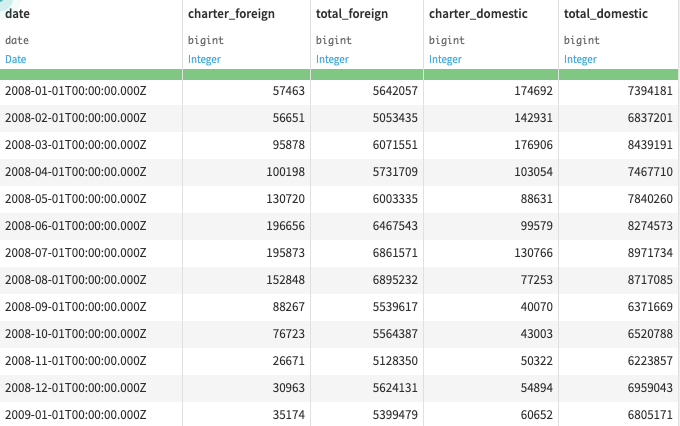 date charter_foreign total_foreign charter_domestic total_domestic
date bigint bigint bigint bigint
Date Integer Integer Integer Integer
2008-01-01T00:00:00.000Z 57463 5642057 174692 7394181
2008-02-01T00:00:00.000Z 56651 5053435 142931 6837201
2008-03-01T00:00:00.000Z 95878 6071551 176906 8439191
2008-04-01T00:00:00.000Z 100198 5731709 103054 7467710
2008-05-01T00:00:00.000Z 130720 6003335 88631 7840260
2008-06-01T00:00:00.000Z 196656 6467543 99579 8274573
2008-07-01T00:00:00.000Z 195873 6861571 130766 8971734
2008-08-01T00:00:00.000Z 152848 6895232 77253 8717085
2008-09-01T00:00:00.000Z 88267 5539617 40070 6371669
2008-10-01T00:00:00.000Z 76723 5564387 43003 6520788
2008-11-01T00:00:00.000Z 26671 5128350 50322 6223857
2008-12-01T00:00:00.000Z 30963 5624131 54894 6959043
2009-01-01T00:00:00.000Z 35174 5399479 60652 6805171